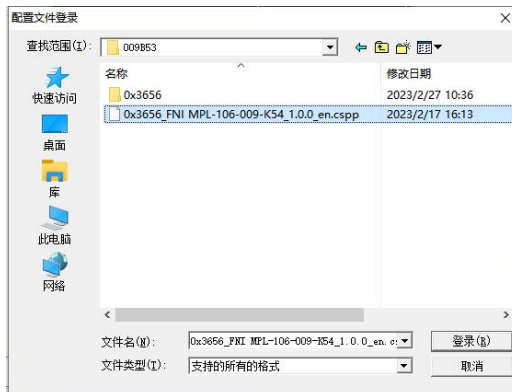 配置文件登录
查找范围(I):
009B53
名称
修改日期
0x3656
2023/2/27 10:36
0x3656_FNI MPL-106-009-K54_1.0.0_en.cspp
2023/2/17 16:13
快速访问
桌面
库
此电脑
网络
文件名(N):
0x3656_FNI MPL-106-009-K54_1.0.0_en.cs
登录(R)
文件类型(T):
支持的所有的格式
取消